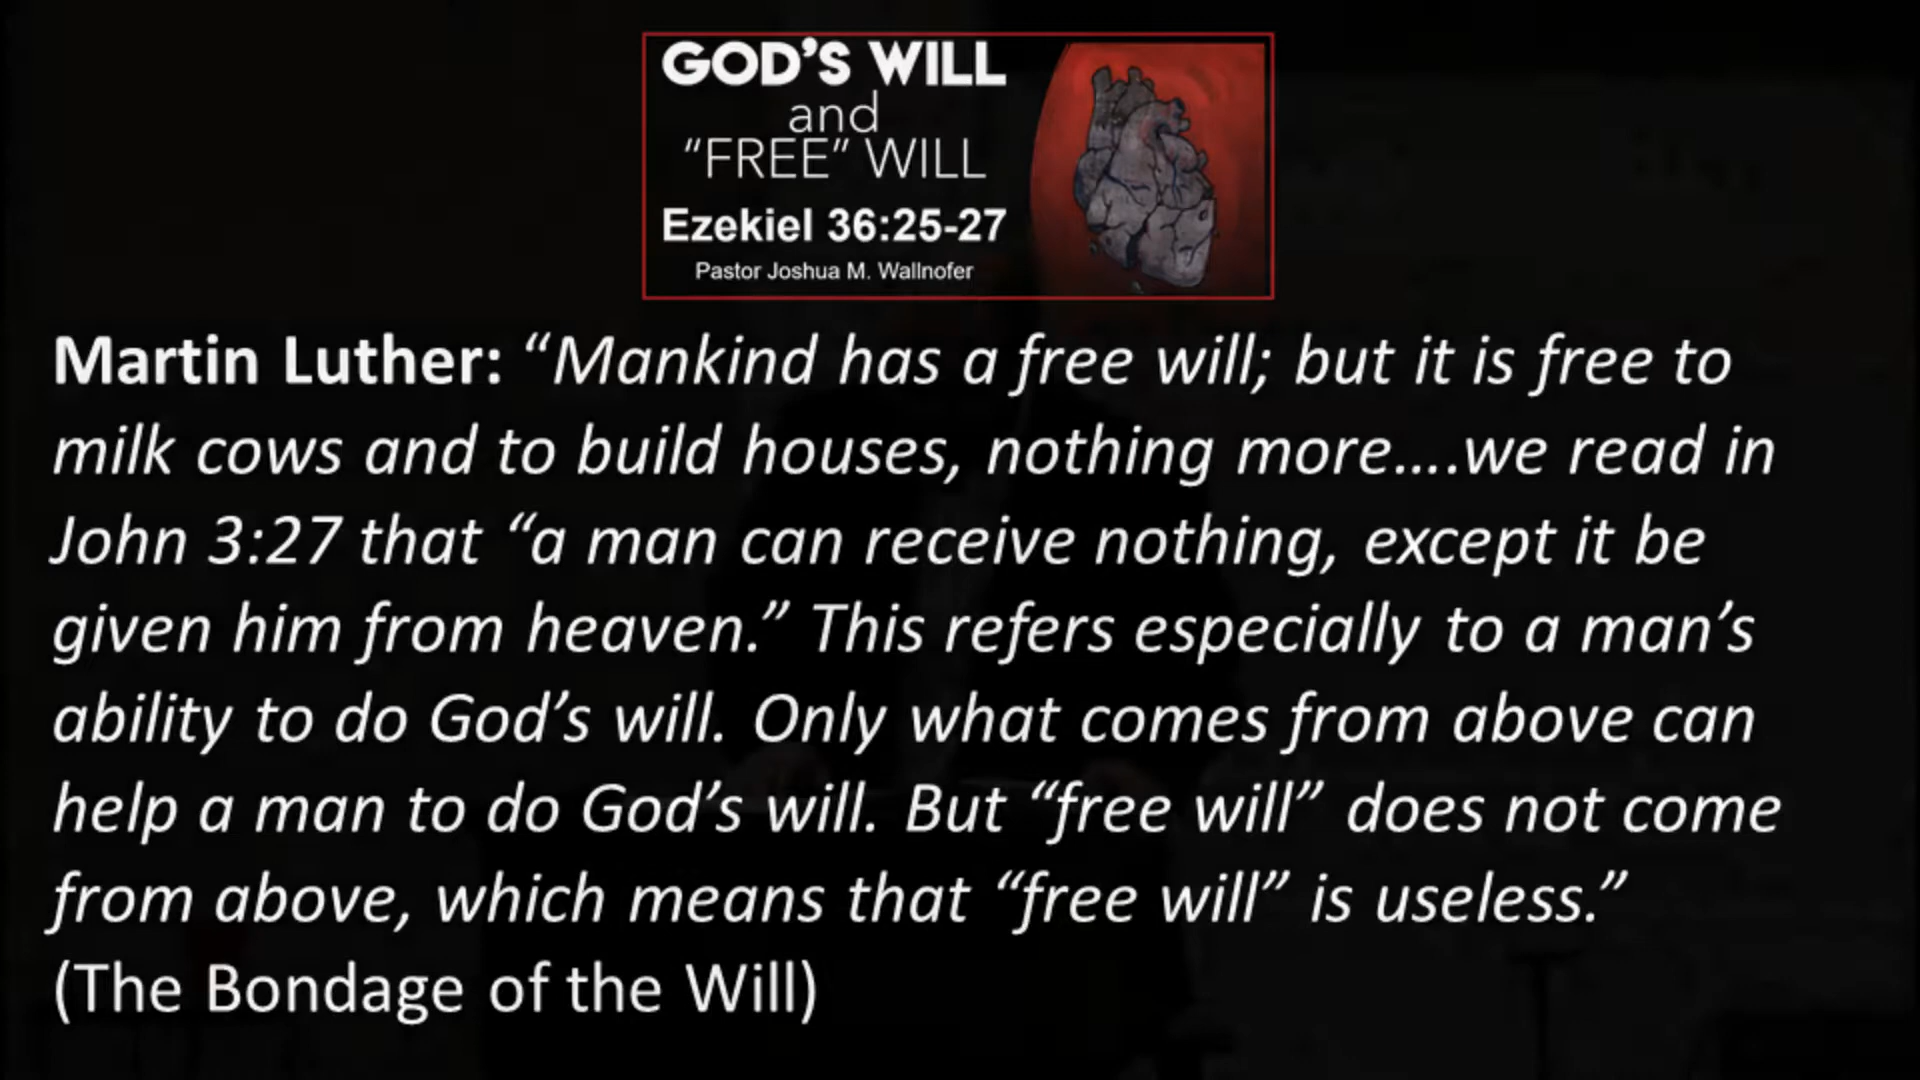 GOD'S WILL
and
“FREE” WILL
Ezekiel 36:25-27
Pastor Joshua M. Wallnofer
Martin Luther: “Mankind has a free will; but it is free to
milk cows and to build houses, nothing more….we read in
John 3:27 that “a man can receive nothing, except it be
given him from heaven.” This refers especially to a man’s
ability to do God’s will. Only what comes from above can
help a man to do God’s will. But “free will” does not come
from above, which means that “free will” is useless.”
(The Bondage of the Will)